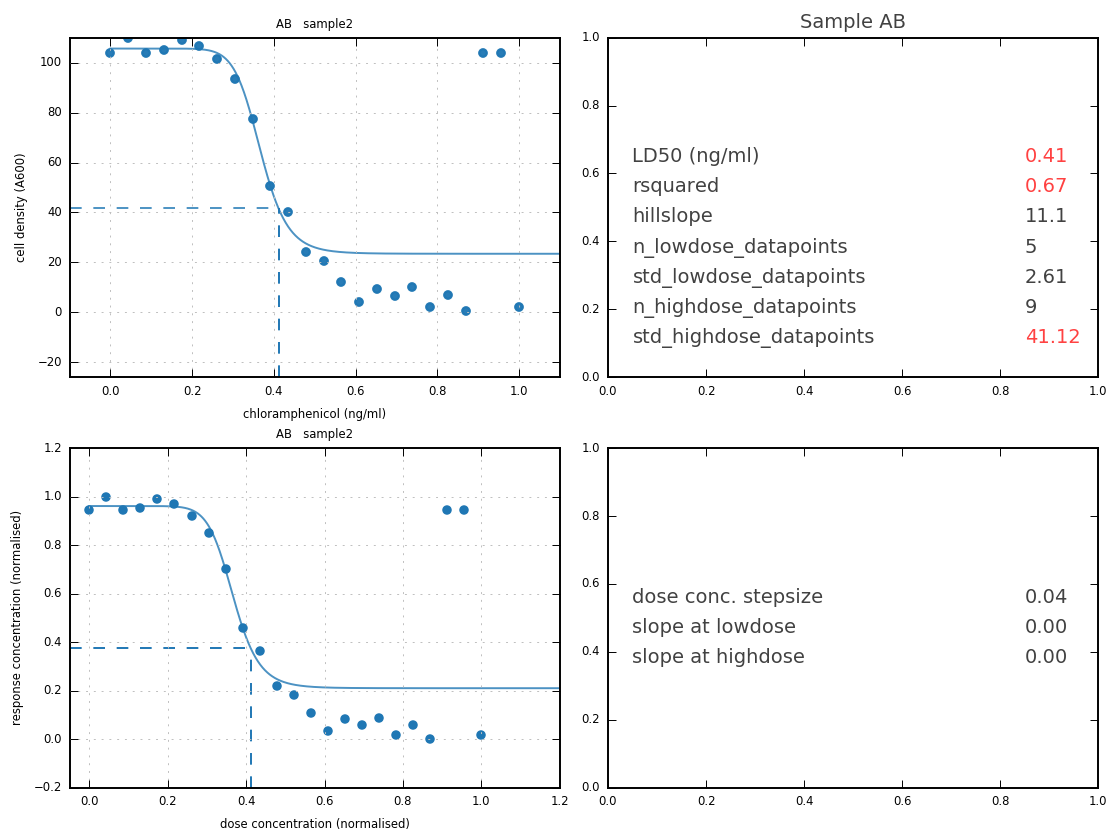 AB   sample2
100
80
60
40
20
0
−20
0.0 0.2 0.4 0.6 0.8 1.0
cell density (A600)
chloramphenicol (ng/ml)
Sample AB
1.0
0.8
0.6
0.4
0.2
0.0
LD50 (ng/ml) 0.41
rsquared 0.67
hillslope 11.1
n_lowdose_datapoints 5
std_lowdose_datapoints 2.61
n_highdose_datapoints 9
std_highdose_datapoints 41.12
0.0 0.2 0.4 0.6 0.8 1.0
AB   sample2
1.2
1.0
0.8
0.6
0.4
0.2
0.0
−0.2
0.0 0.2 0.4 0.6 0.8 1.0 1.2
response concentration (normalised)
dose concentration (normalised)
1.0
0.8
0.6
0.4
0.2
0.0
dose conc. stepsize 0.04
slope at lowdose 0.00
slope at highdose 0.00
0.0 0.2 0.4 0.6 0.8 1.0